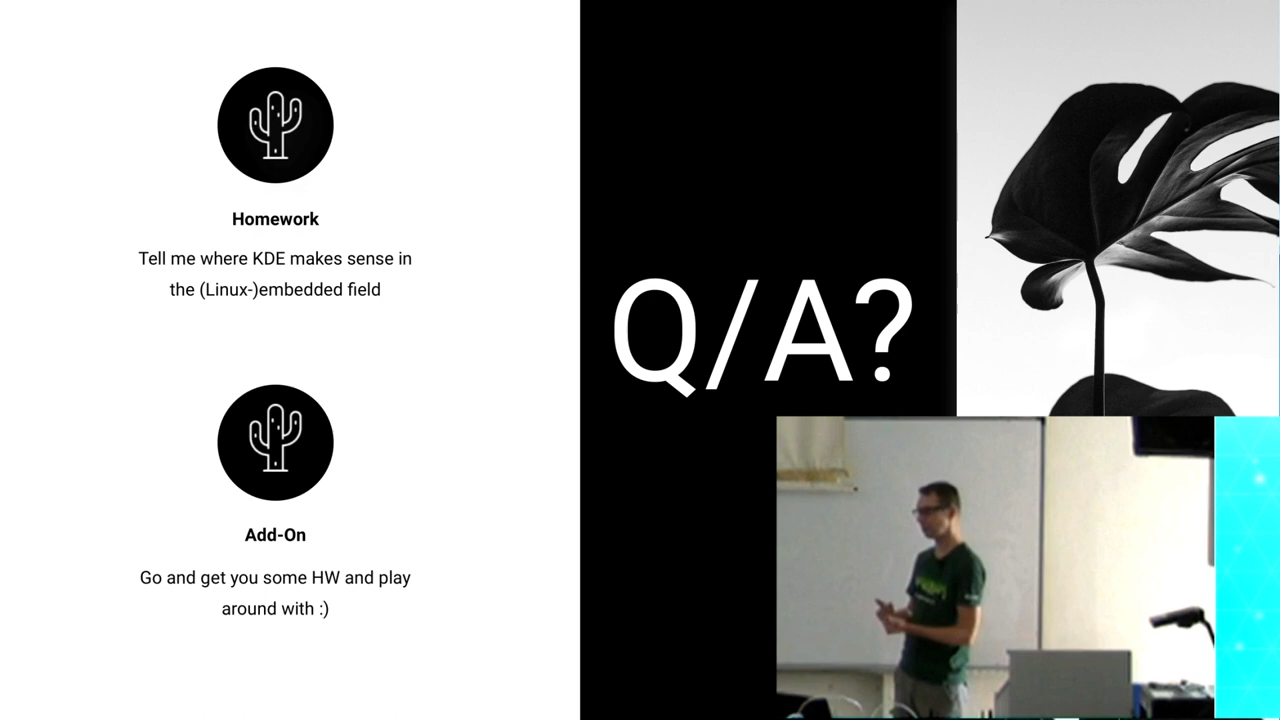 Homework
Tell me where KDE makes sense in
the (Linux-)embedded field
Add-On
Go and get you some HW and play
around with :)
Q/A?